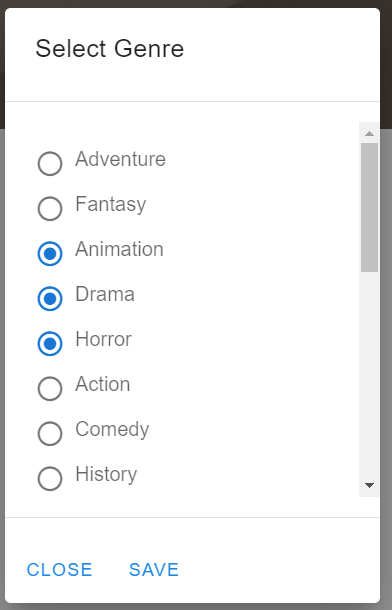 Select Genre
Adventure
Fantasy
Animation
Drama
Horror
Action
Comedy
History
CLOSE SAVE